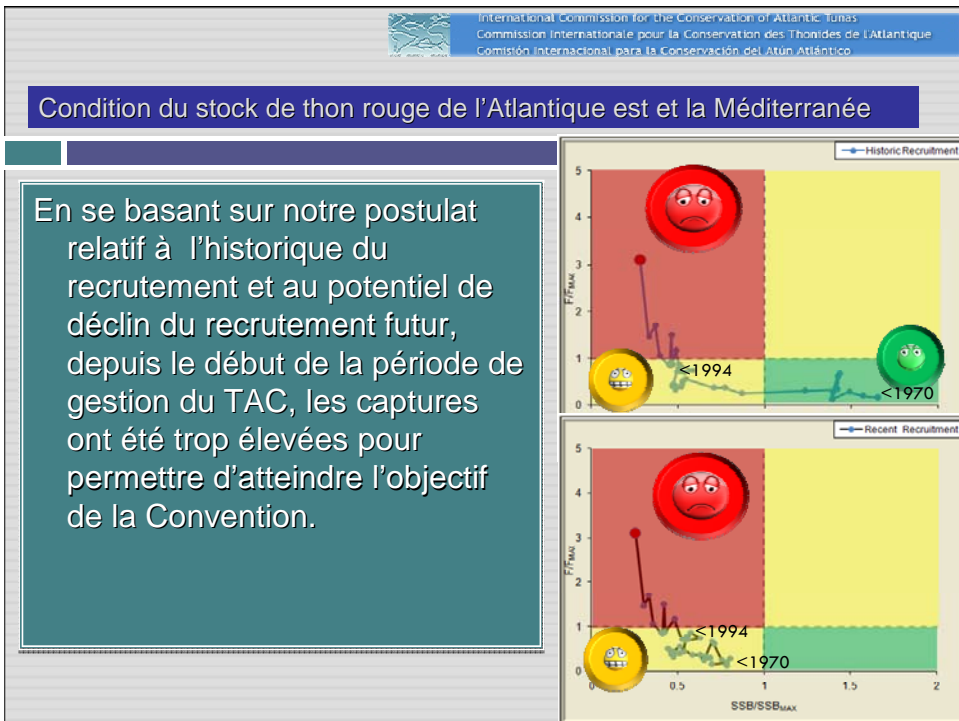 International Commission for the Conservation of Atlantic Tunas
Commission Internationale pour la Conservation des Thonides de l'Atlantique
Comisión Internacional para la Conservación del Atún Atlántico
Condition du stock de thon rouge de l'Atlantique est et la Méditerranée
En se basant sur notre postulat
relatif à l'historique du
recrutement et au potentiel de
déclin du recrutement futur,
depuis le début de la période de
gestion du TAC, les captures
ont été trop élevées pour
permettre d'atteindre l'objectif
de la Convention.
Historic Recruitment
5
4
3
2
1
0
F/F
<1994
<1970
Recent Recruitment
5
4
3
2
1
0
F/F
<1994
<1970
0
0.5
1
1.5
2
SSB/SSBMAX